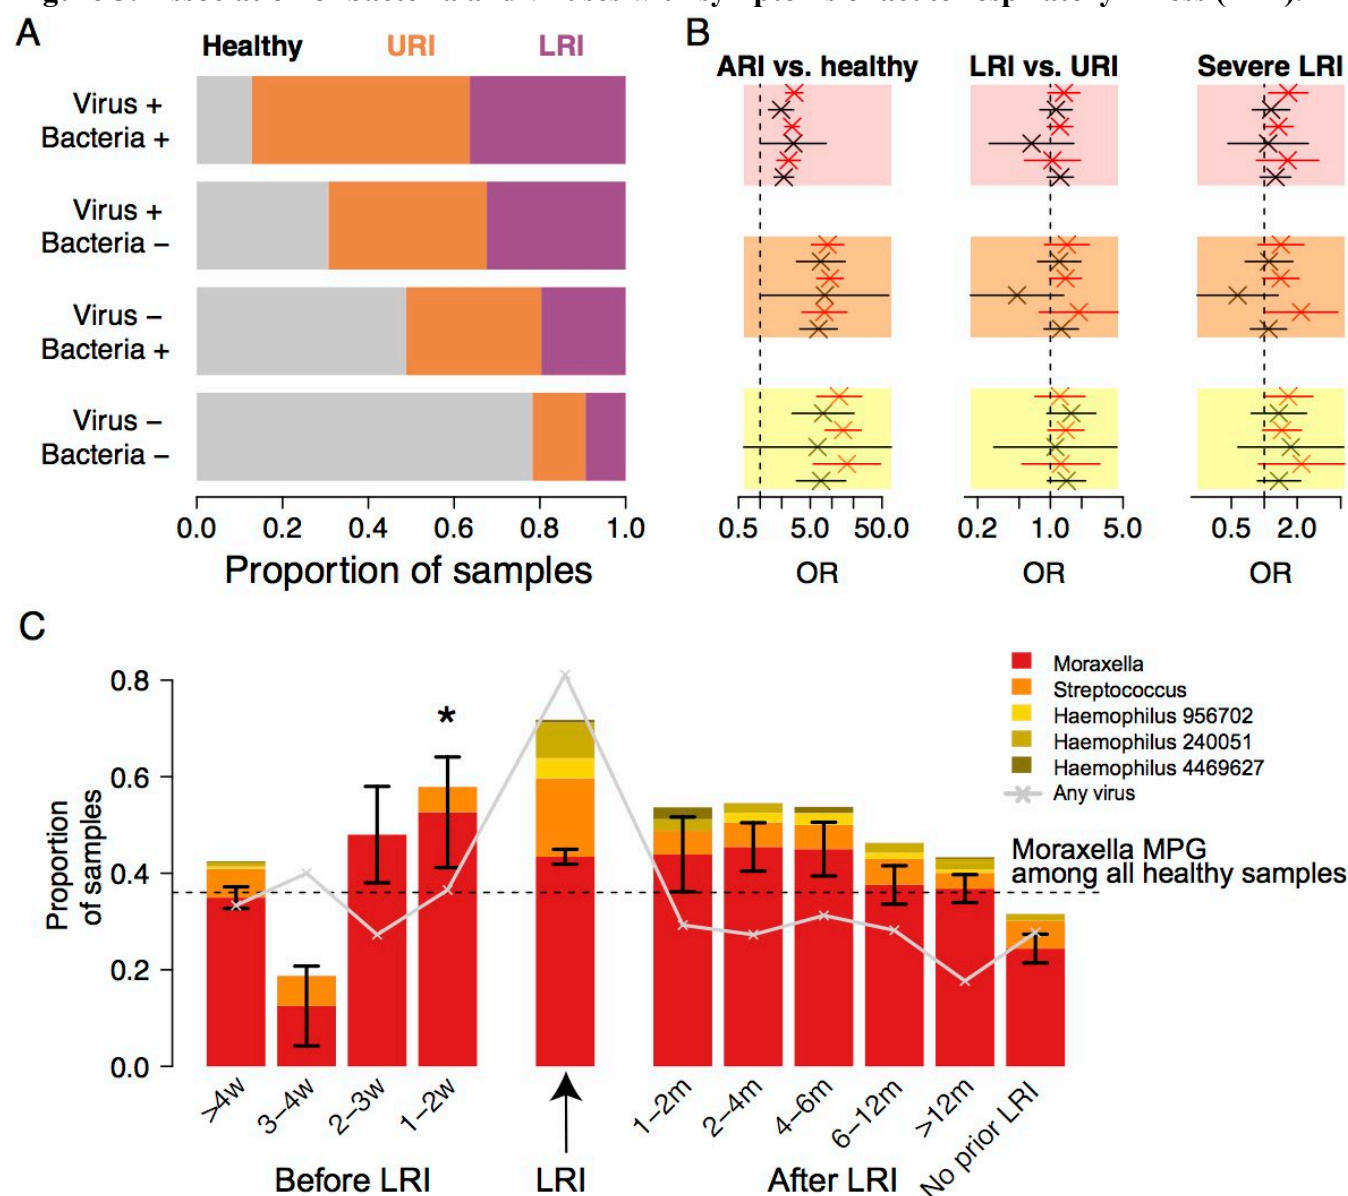 A
Healthy URI LRI
Virus +
Bacteria +
Virus +
Bacteria −
Virus −
Bacteria +
Virus −
Bacteria −
0.0 0.2 0.4 0.6 0.8 1.0
Proportion of samples
B
ARI vs. healthy LRI vs. URI Severe LRI
0.5 5.0 50.0 0.2 1.0 5.0 0.5 2.0
OR OR OR
C
0.8
0.6
0.4
0.2
0.0
Proportion
of samples
*
Moraxella
Streptococcus
Haemophilus 956702
Haemophilus 240051
Haemophilus 4469627
Any virus
Moraxella MPG
among all healthy samples
>4w 3−4w 2−3w 1−2w 1−2m 2−4m 4−6m 6−12m >12m No prior LRI
Before LRI LRI After LRI